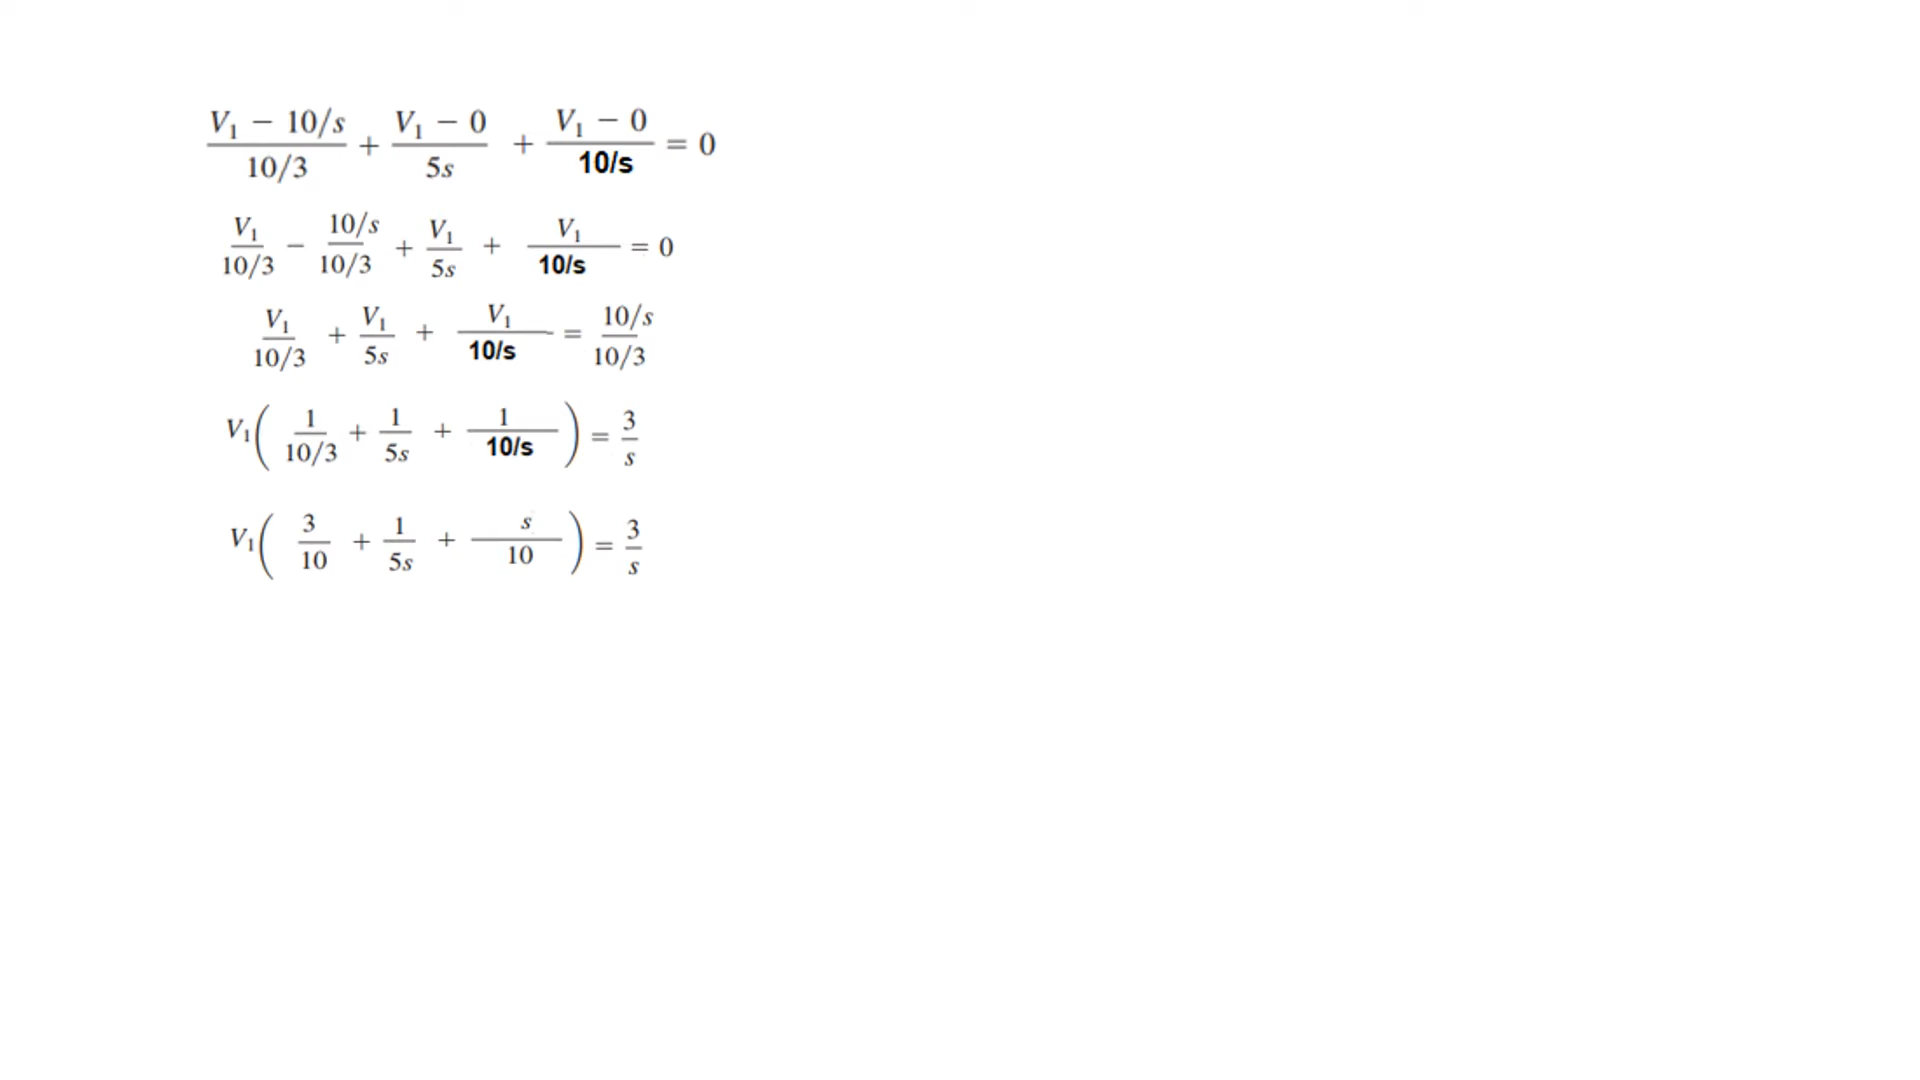 (V₁ − 10/s)/(10/3) + (V₁ − 0)/(5s) + (V₁ − 0)/(10/s) = 0
V₁/(10/3) − (10/s)/(10/3) + V₁/(5s) + V₁/(10/s) = 0
V₁/(10/3) + V₁/(5s) + V₁/(10/s) = (10/s)/(10/3)
V₁( 1/(10/3) + 1/(5s) + 1/(10/s) ) = 3/s
V₁( 3/10 + 1/(5s) + s/10 ) = 3/s